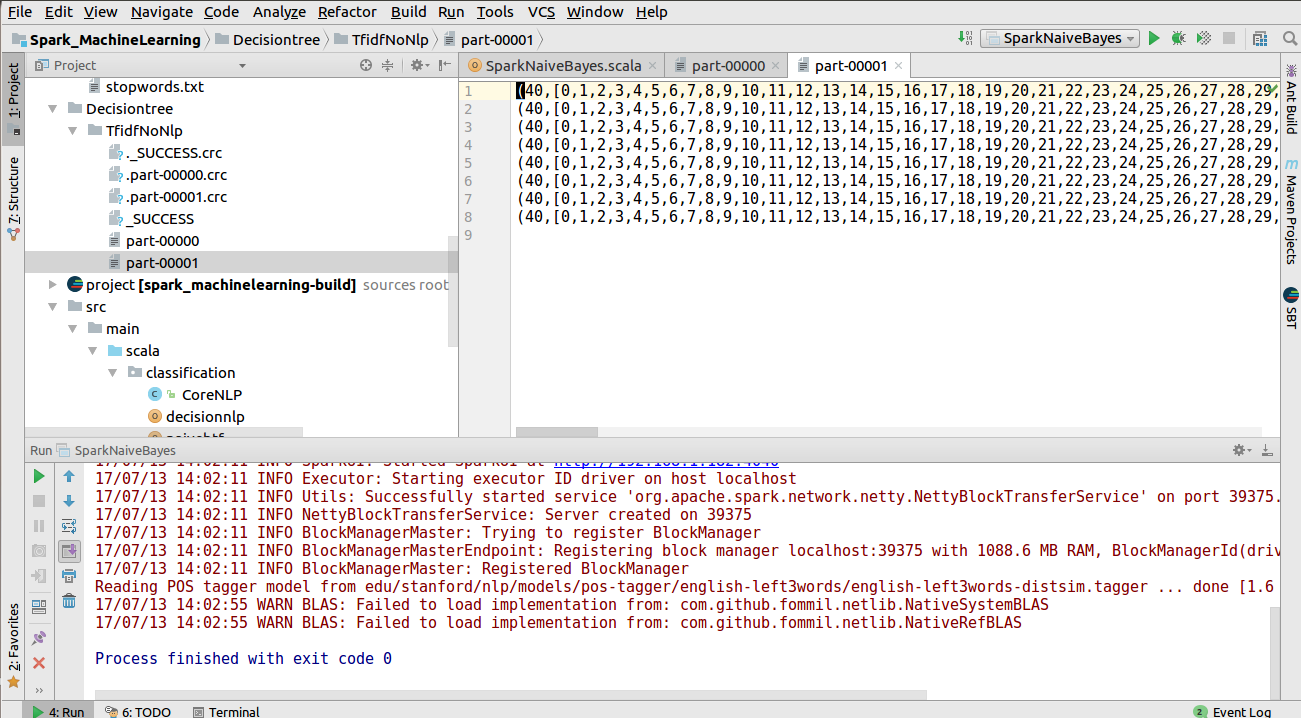 File Edit View Navigate Code Analyze Refactor Build Run Tools VCS Window Help
Spark_MachineLearning Decisiontree TfidfNoNlp part-00001 SparkNaiveBayes
Project
SparkNaiveBayes.scala part-00000 part-00001
1: Project
7: Structure
2: Favorites
stopwords.txt
Decisiontree
TfidfNoNlp
._SUCCESS.crc
.part-00000.crc
.part-00001.crc
_SUCCESS
part-00000
part-00001
project [spark_machinelearning-build] sources root
src
main
scala
classification
CoreNLP
decisionnlp
1 (40,[0,1,2,3,4,5,6,7,8,9,10,11,12,13,14,15,16,17,18,19,20,21,22,23,24,25,26,27,28,29,
2 (40,[0,1,2,3,4,5,6,7,8,9,10,11,12,13,14,15,16,17,18,19,20,21,22,23,24,25,26,27,28,29,
3 (40,[0,1,2,3,4,5,6,7,8,9,10,11,12,13,14,15,16,17,18,19,20,21,22,23,24,25,26,27,28,29,
4 (40,[0,1,2,3,4,5,6,7,8,9,10,11,12,13,14,15,16,17,18,19,20,21,22,23,24,25,26,27,28,29,
5 (40,[0,1,2,3,4,5,6,7,8,9,10,11,12,13,14,15,16,17,18,19,20,21,22,23,24,25,26,27,28,29,
6 (40,[0,1,2,3,4,5,6,7,8,9,10,11,12,13,14,15,16,17,18,19,20,21,22,23,24,25,26,27,28,29,
7 (40,[0,1,2,3,4,5,6,7,8,9,10,11,12,13,14,15,16,17,18,19,20,21,22,23,24,25,26,27,28,29,
8 (40,[0,1,2,3,4,5,6,7,8,9,10,11,12,13,14,15,16,17,18,19,20,21,22,23,24,25,26,27,28,29,
9
Ant Build
Maven Projects
SBT
Run SparkNaiveBayes
17/07/13 14:02:11 INFO SparkUI: Started SparkUI at http://192.168.1.182:4040
17/07/13 14:02:11 INFO Executor: Starting executor ID driver on host localhost
17/07/13 14:02:11 INFO Utils: Successfully started service 'org.apache.spark.network.netty.NettyBlockTransferService' on port 39375.
17/07/13 14:02:11 INFO NettyBlockTransferService: Server created on 39375
17/07/13 14:02:11 INFO BlockManagerMaster: Trying to register BlockManager
17/07/13 14:02:11 INFO BlockManagerMasterEndpoint: Registering block manager localhost:39375 with 1088.6 MB RAM, BlockManagerId(driv
17/07/13 14:02:11 INFO BlockManagerMaster: Registered BlockManager
Reading POS tagger model from edu/stanford/nlp/models/pos-tagger/english-left3words/english-left3words-distsim.tagger ... done [1.6
17/07/13 14:02:55 WARN BLAS: Failed to load implementation from: com.github.fommil.netlib.NativeSystemBLAS
17/07/13 14:02:55 WARN BLAS: Failed to load implementation from: com.github.fommil.netlib.NativeRefBLAS
Process finished with exit code 0
4: Run 6: TODO Terminal 2 Event Log